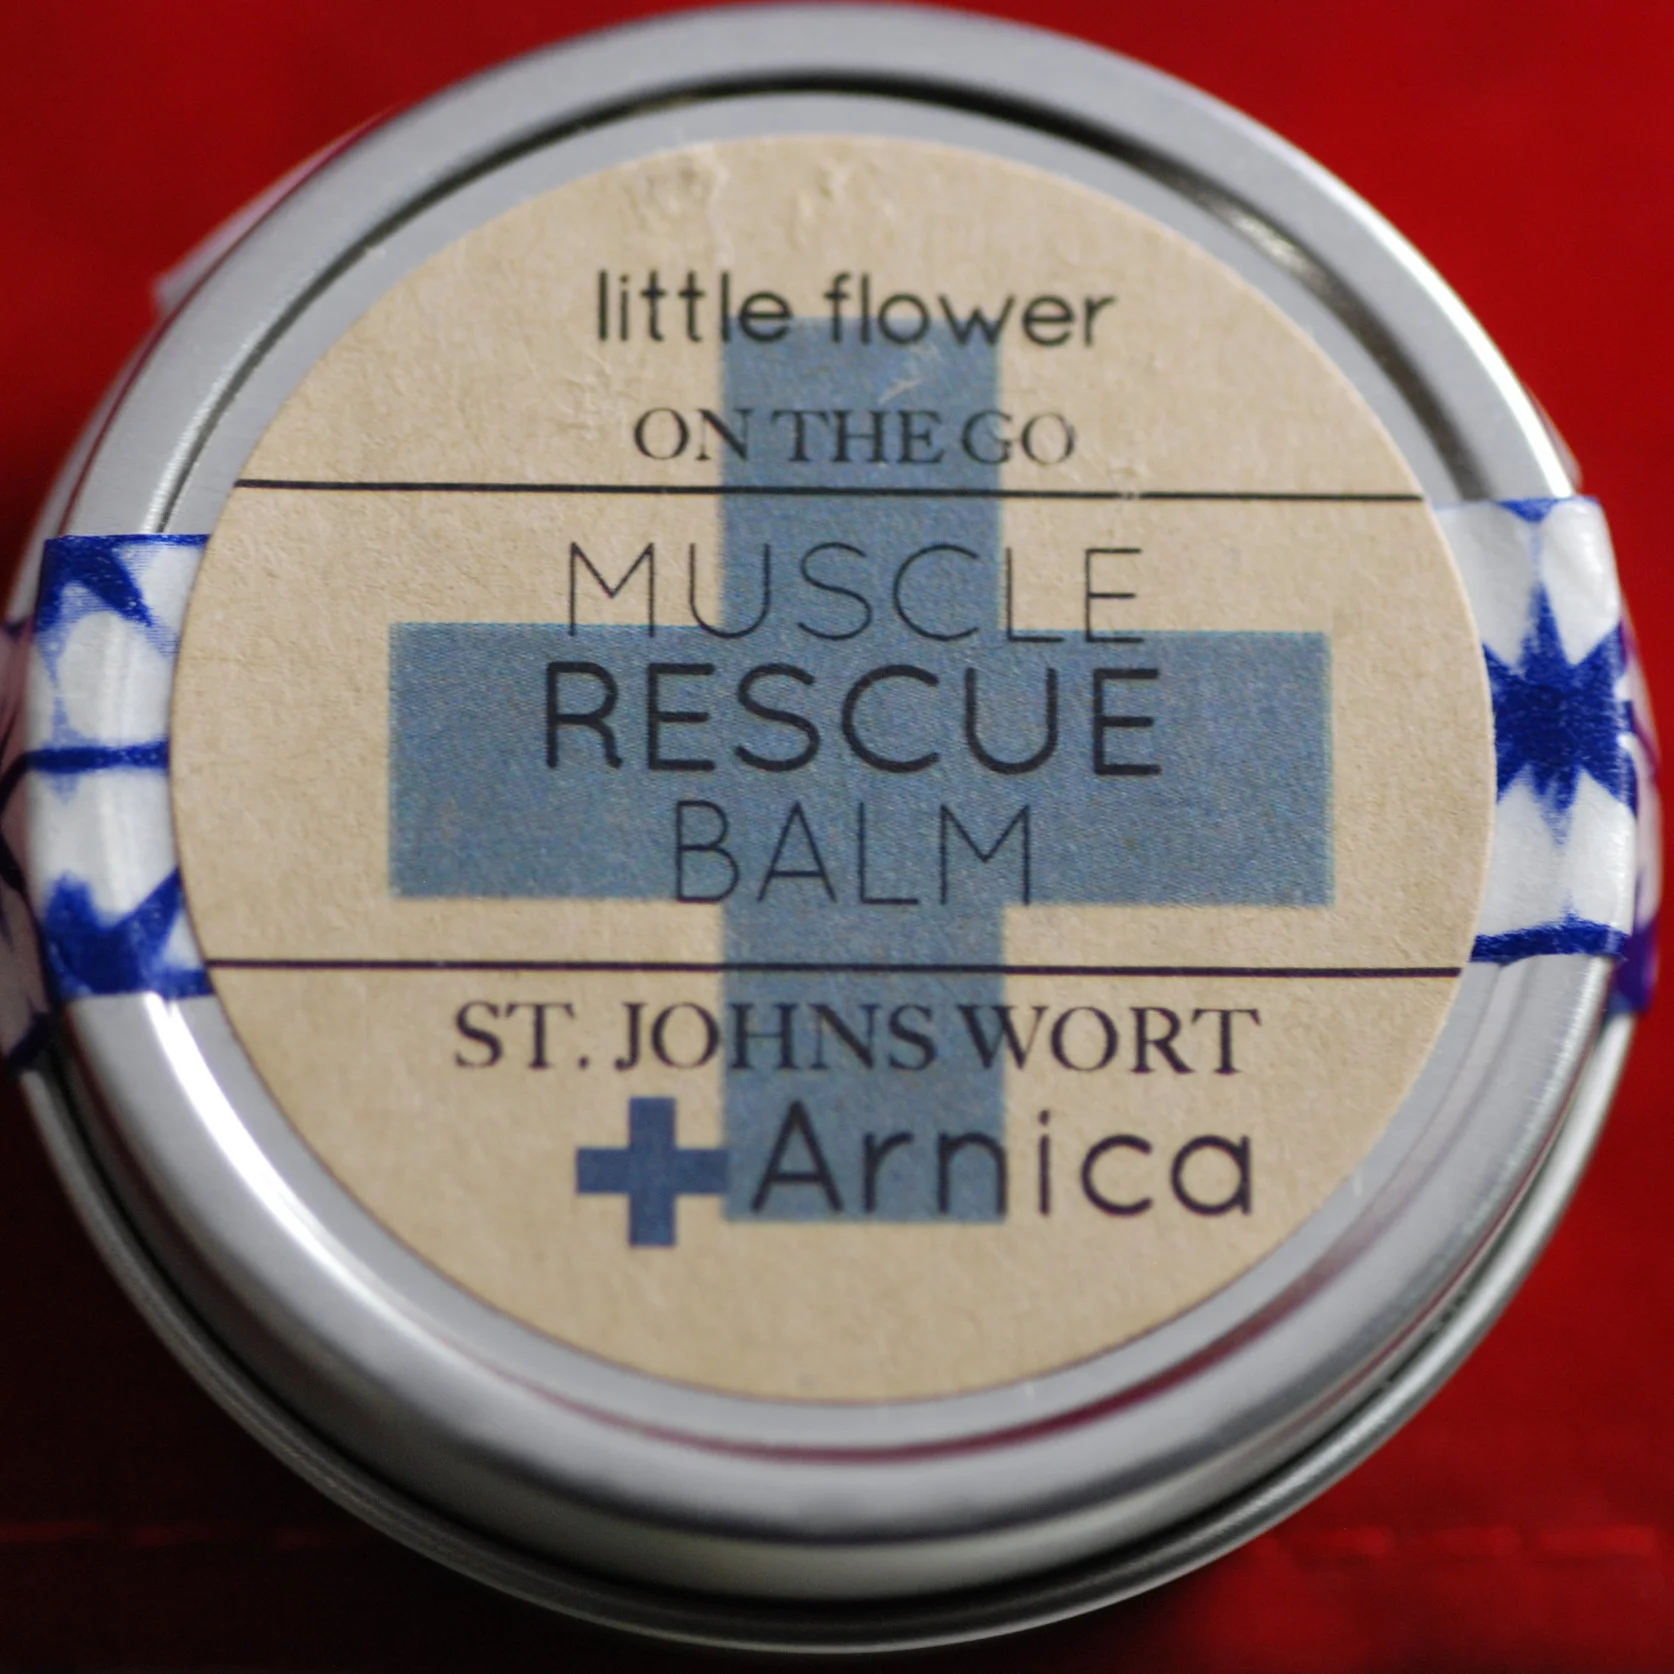 little flower
ON THE GO
MUSCLE
RESCUE
BALM
ST. JOHNS WORT
+Arnica